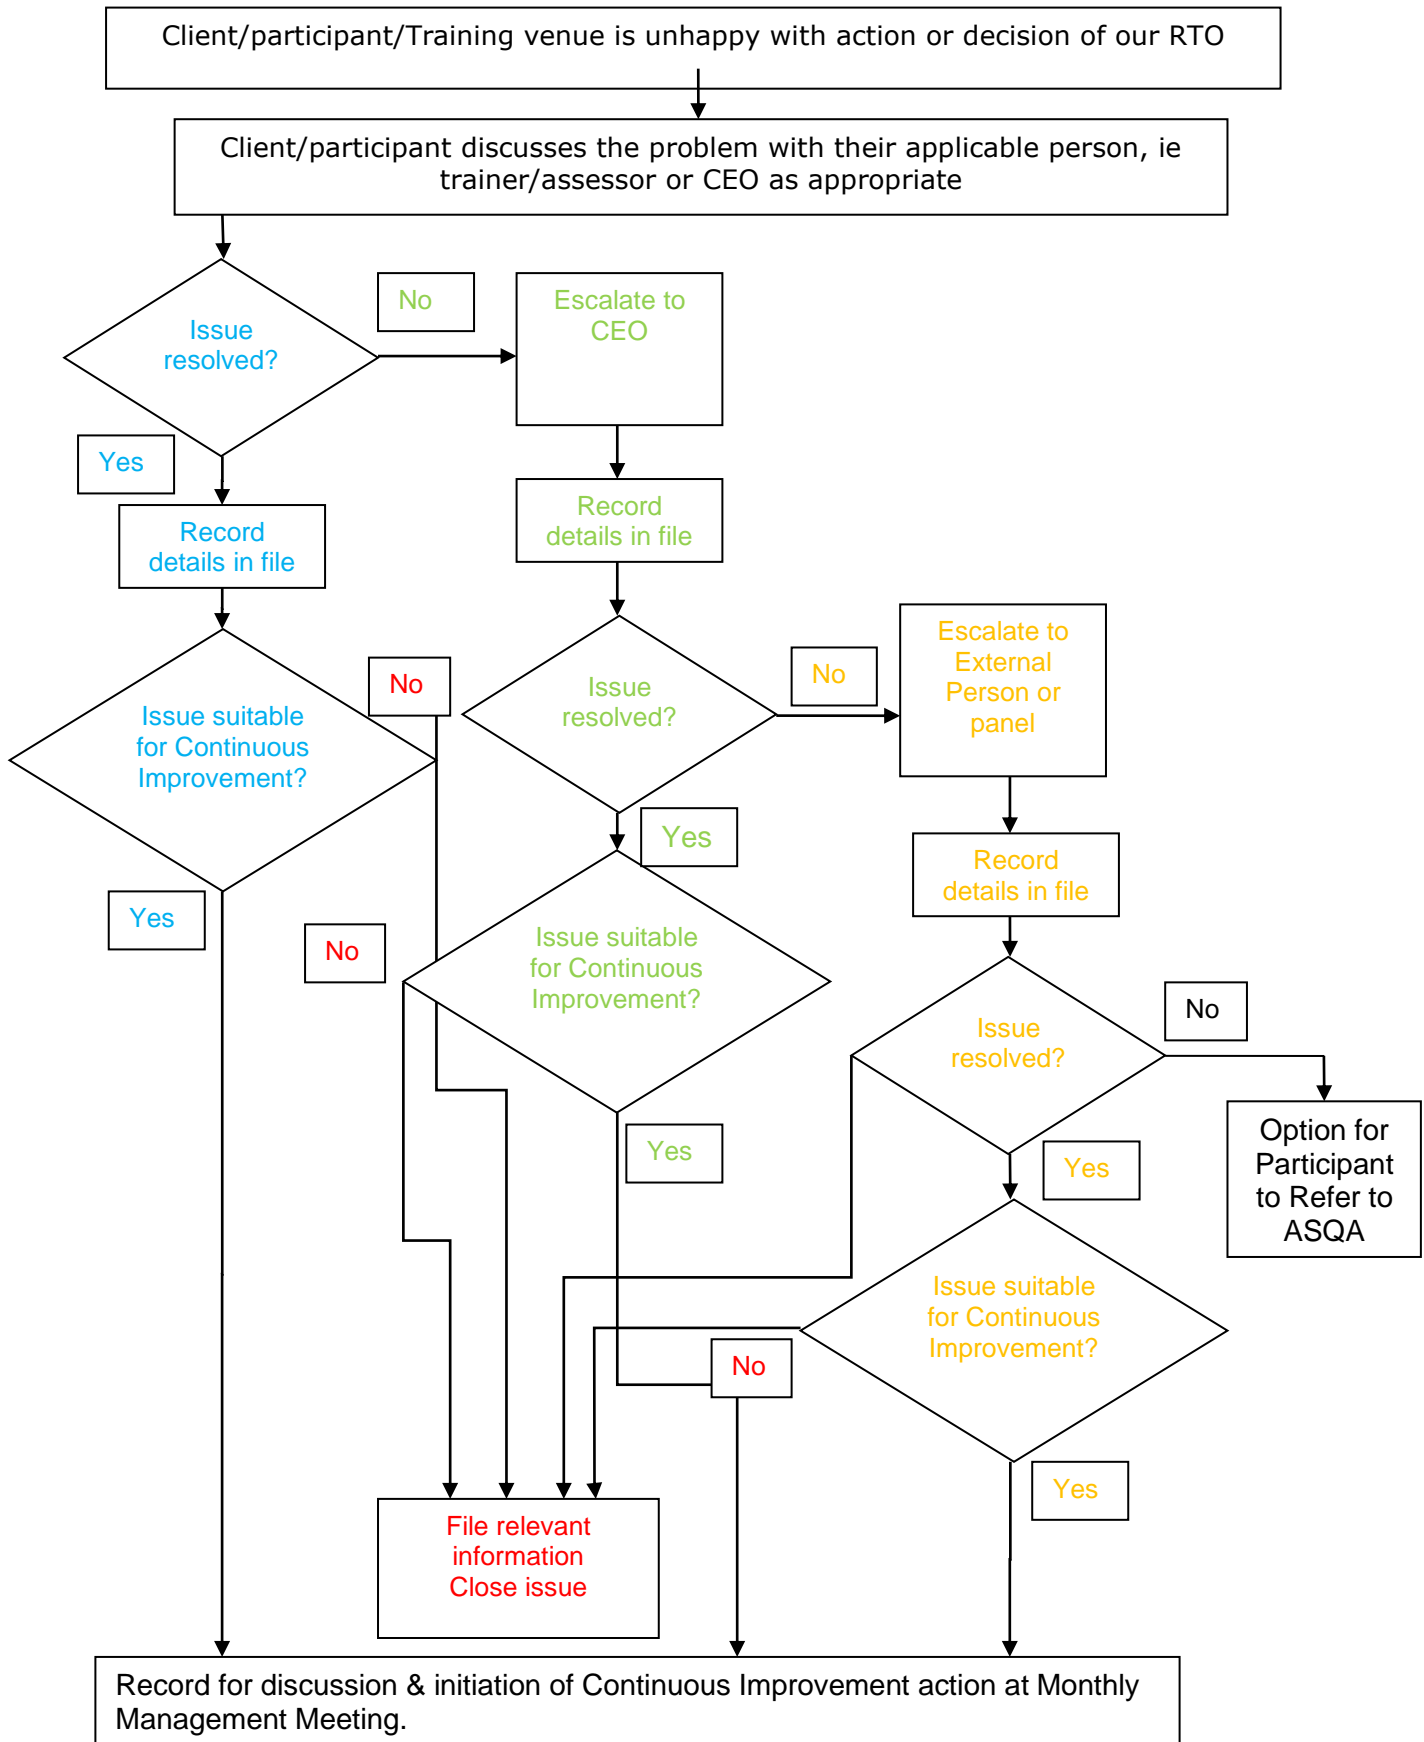 Client/participant/Training venue is unhappy with action or decision of our RTO
Client/participant discusses the problem with their applicable person, ie
trainer/assessor or CEO as appropriate
No
Escalate to
CEO
Issue
resolved?
Yes
Record
details in file
Record
details in file
Escalate to
External
Person or
panel
No
Issue
resolved?
No
Issue suitable
for Continuous
Improvement?
Yes
Record
details in file
Yes
No
Issue suitable
for Continuous
Improvement?
No
Issue
resolved?
Yes
Yes
Option for
Participant
to Refer to
ASQA
Issue suitable
for Continuous
Improvement?
No
Yes
File relevant
information
Close issue
Record for discussion & initiation of Continuous Improvement action at Monthly
Management Meeting.